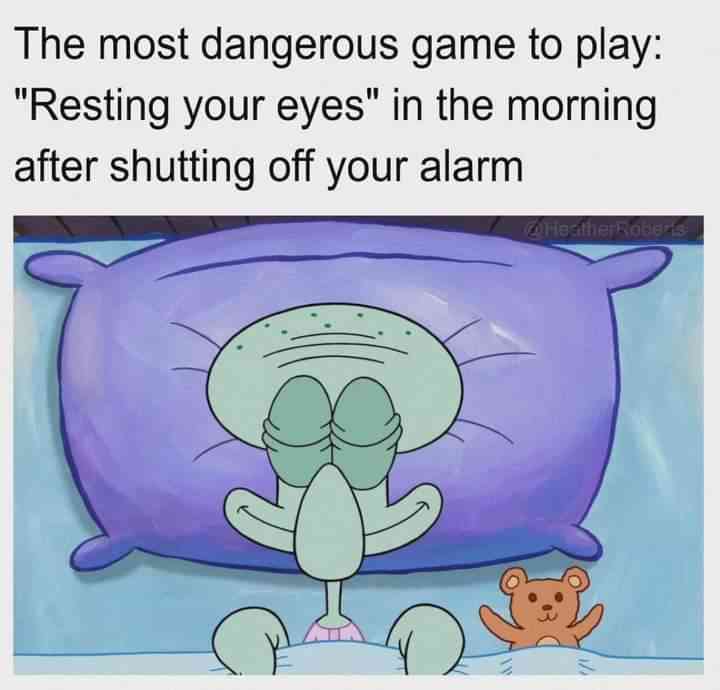 The most dangerous game to play:
"Resting your eyes" in the morning
after shutting off your alarm
@HeatherRoberts